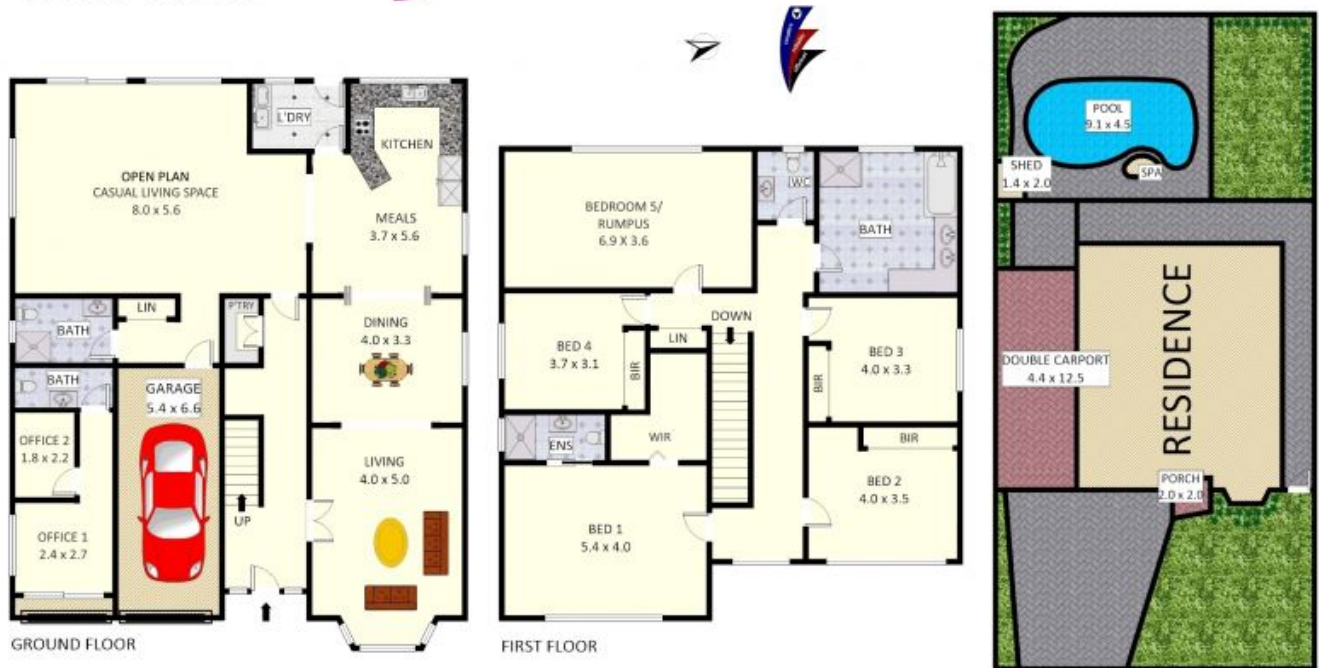 L'DRY
KITCHEN
OPEN PLAN
CASUAL LIVING SPACE
8.0 x 5.6
MEALS
3.7 x 5.6
LIN
P'TRY
BATH
DINING
4.0 x 3.3
BATH
GARAGE
5.4 x 6.6
OFFICE 2
1.8 x 2.2
LIVING
4.0 x 5.0
UP
OFFICE 1
2.4 x 2.7
GROUND FLOOR
BEDROOM 5/
RUMPUS
6.9 X 3.6
WC
BATH
DOWN
LIN
BED 4
3.7 x 3.1
BIR
BED 3
4.0 x 3.3
BIR
ENS
WIR
BIR
BED 2
4.0 x 3.5
BED 1
5.4 x 4.0
FIRST FLOOR
POOL
9.1 x 4.5
SHED
1.4 x 2.0
SPA
RESIDENCE
DOUBLE CARPORT
4.4 x 12.5
PORCH
2.0 x 2.0